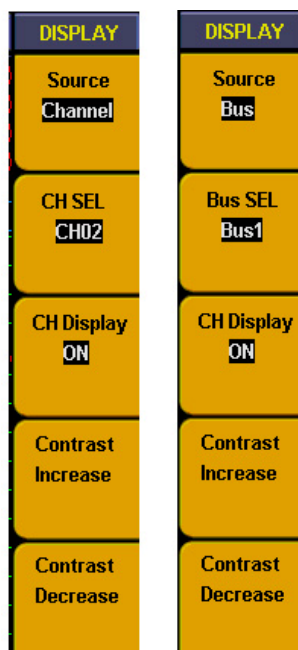 DISPLAY
Source
Channel
CH SEL
CH02
CH Display
ON
Contrast
Increase
Contrast
Decrease
DISPLAY
Source
Bus
Bus SEL
Bus1
CH Display
ON
Contrast
Increase
Contrast
Decrease